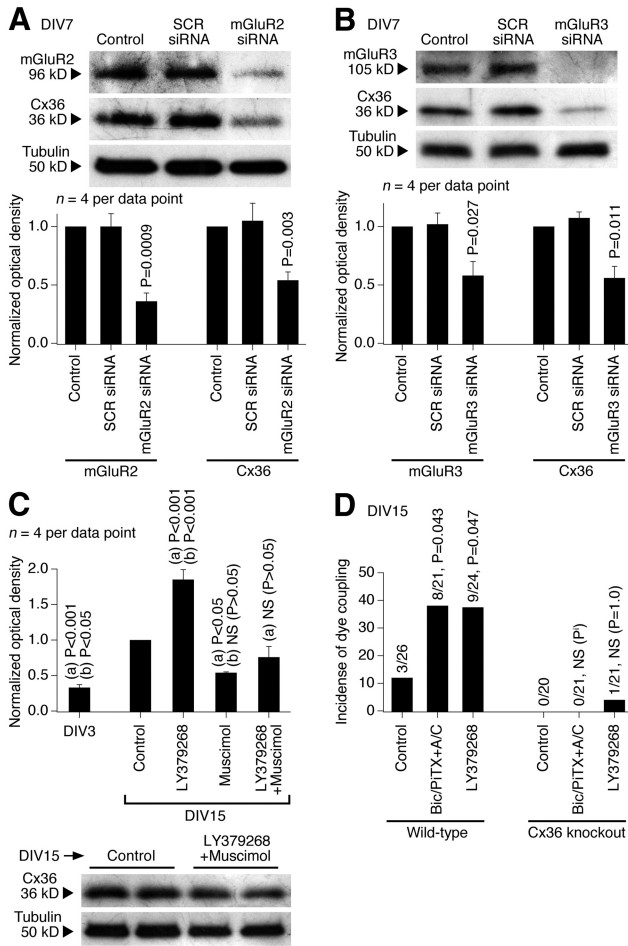 A
DIV7
Control
SCR siRNA
mGluR2 siRNA
mGluR2
96 kD
Cx36
36 kD
Tubulin
50 kD
n = 4 per data point
Normalized optical density
1.0
0.5
0.0
P=0.0009
P=0.003
Control
SCR siRNA
mGluR2 siRNA
Control
SCR siRNA
mGluR2 siRNA
mGluR2
Cx36
B
DIV7
Control
SCR siRNA
mGluR3 siRNA
mGluR3
105 kD
Cx36
36 kD
Tubulin
50 kD
n = 4 per data point
Normalized optical density
1.0
0.5
0.0
P=0.027
P=0.011
Control
SCR siRNA
mGluR3 siRNA
Control
SCR siRNA
mGluR3 siRNA
mGluR3
Cx36
C
n = 4 per data point
Normalized optical density
2.0
1.5
1.0
0.5
0.0
(a) P<0.001
(b) P<0.05
(a) P<0.001
(b) P<0.001
(a) P<0.05
(b) NS (P>0.05)
(a) NS (P>0.05)
DIV3
Control
LY379268
Muscimol
LY379268
+Muscimol
DIV15
DIV15
Control
LY379268
+Muscimol
Cx36
36 kD
Tubulin
50 kD
D
DIV15
Incidense of dye coupling
50
40
30
20
10
0
3/26
8/21, P=0.043
9/24, P=0.047
0/20
0/21, NS (Pⁱ)
1/21, NS (P=1.0)
Control
Bic/PiTX+A/C
LY379268
Control
Bic/PiTX+A/C
LY379268
Wild-type
Cx36 knockout